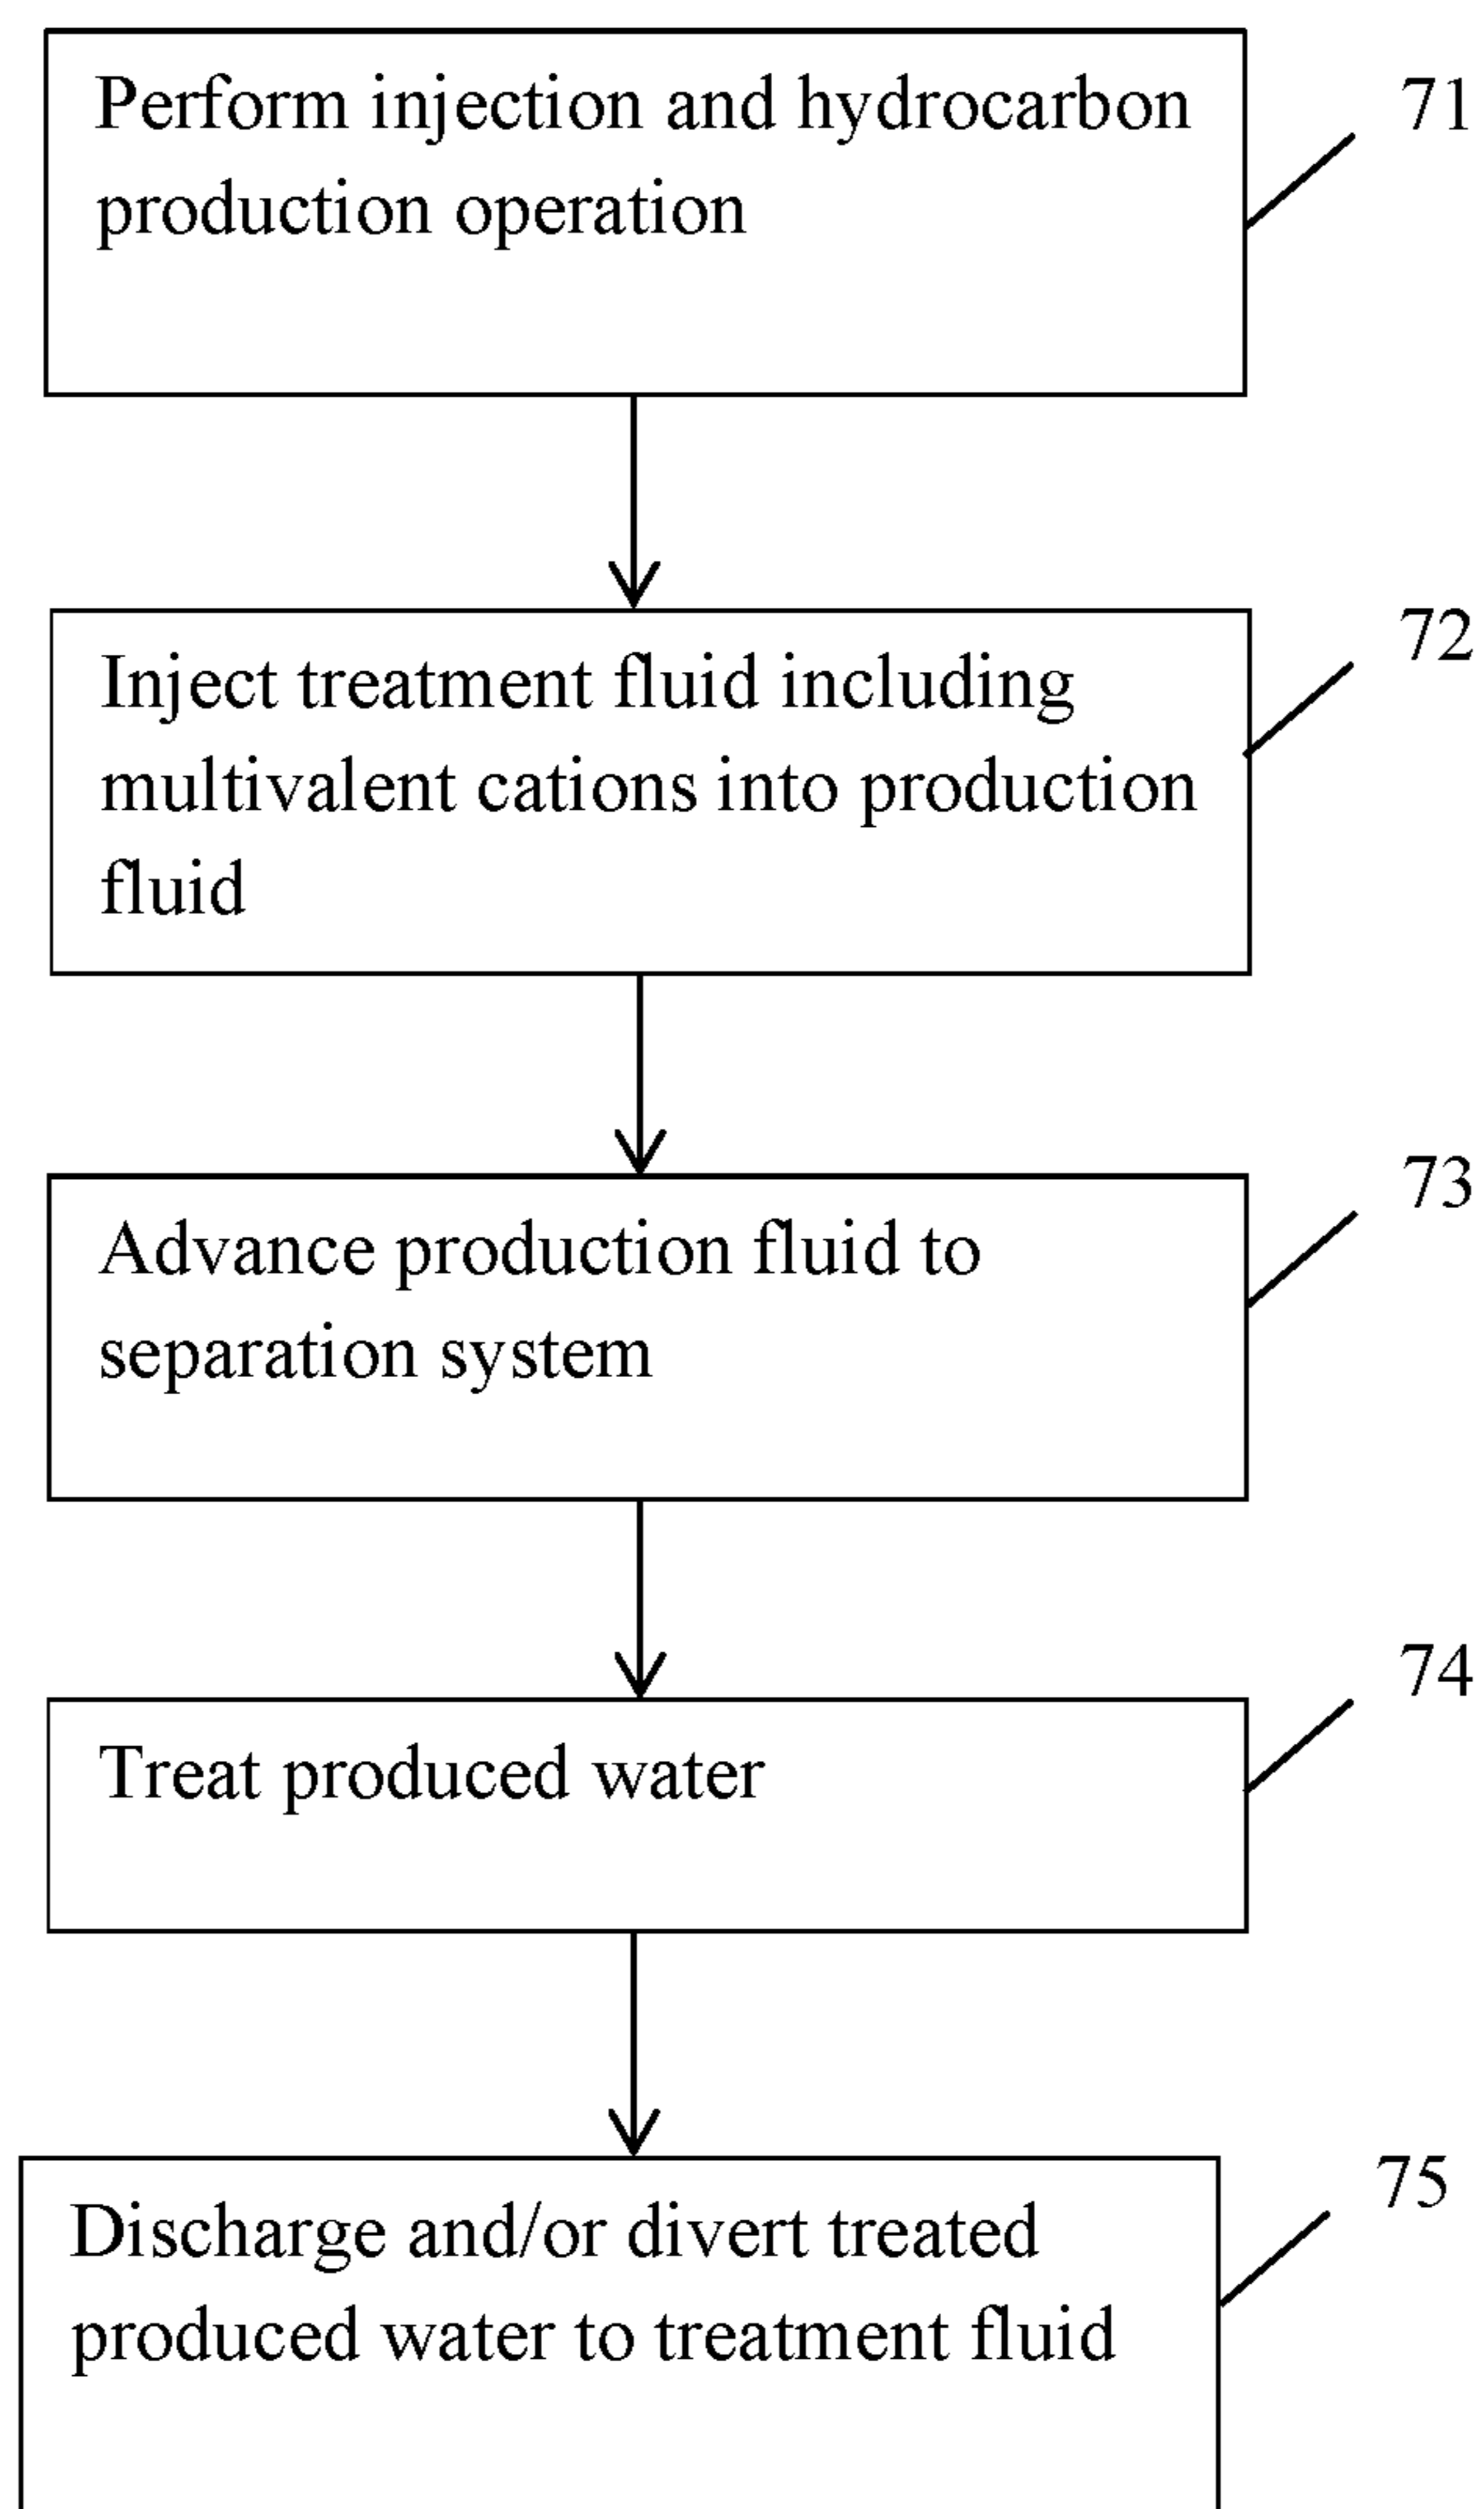 Perform injection and hydrocarbon
production operation
71
Inject treatment fluid including
multivalent cations into production
fluid
72
Advance production fluid to
separation system
73
Treat produced water
74
Discharge and/or divert treated
produced water to treatment fluid
75